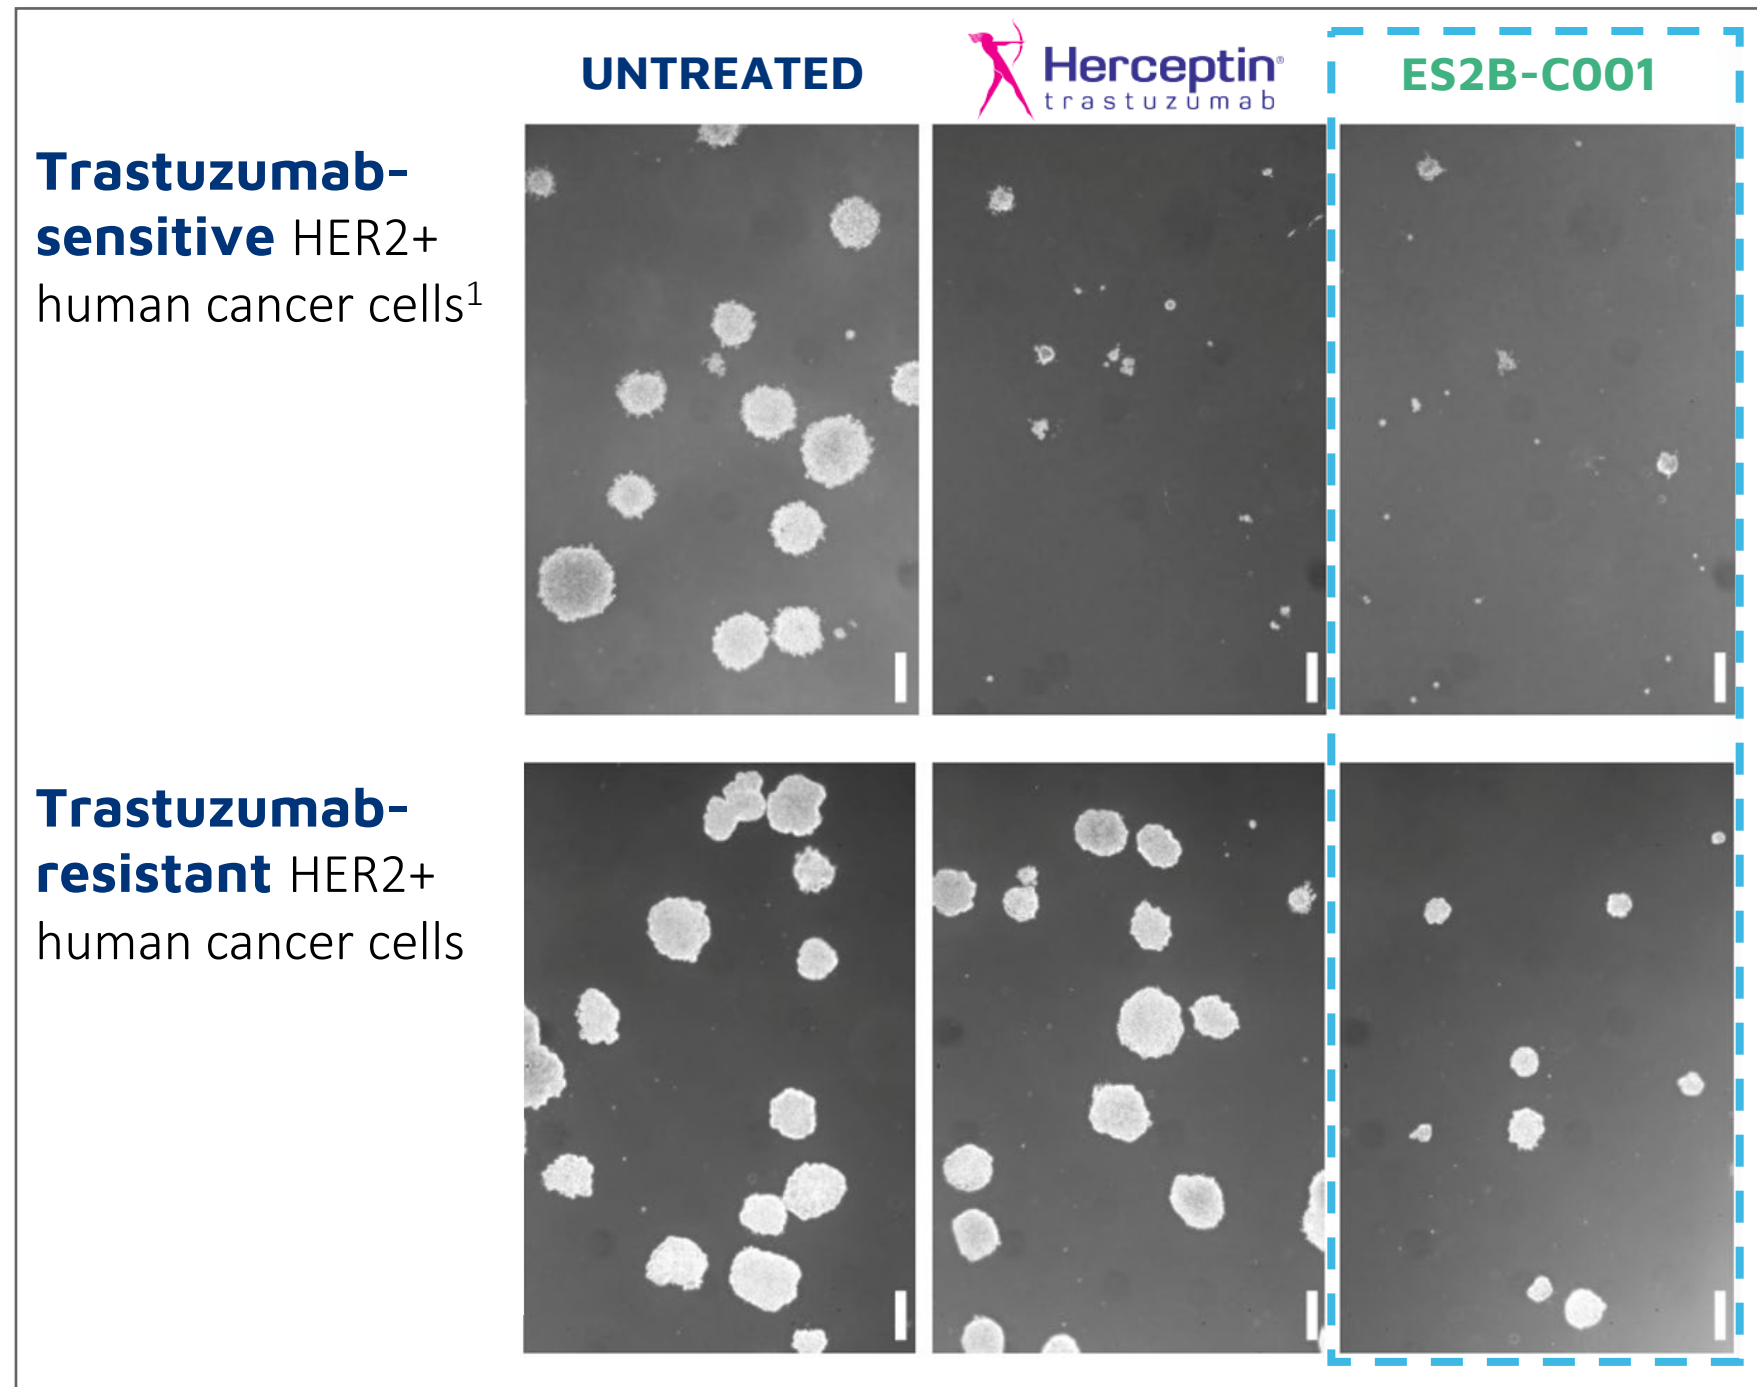 UNTREATED
Herceptin®
trastuzumab
ES2B-C001
Trastuzumab-
sensitive HER2+
human cancer cells¹
Trastuzumab-
resistant HER2+
human cancer cells